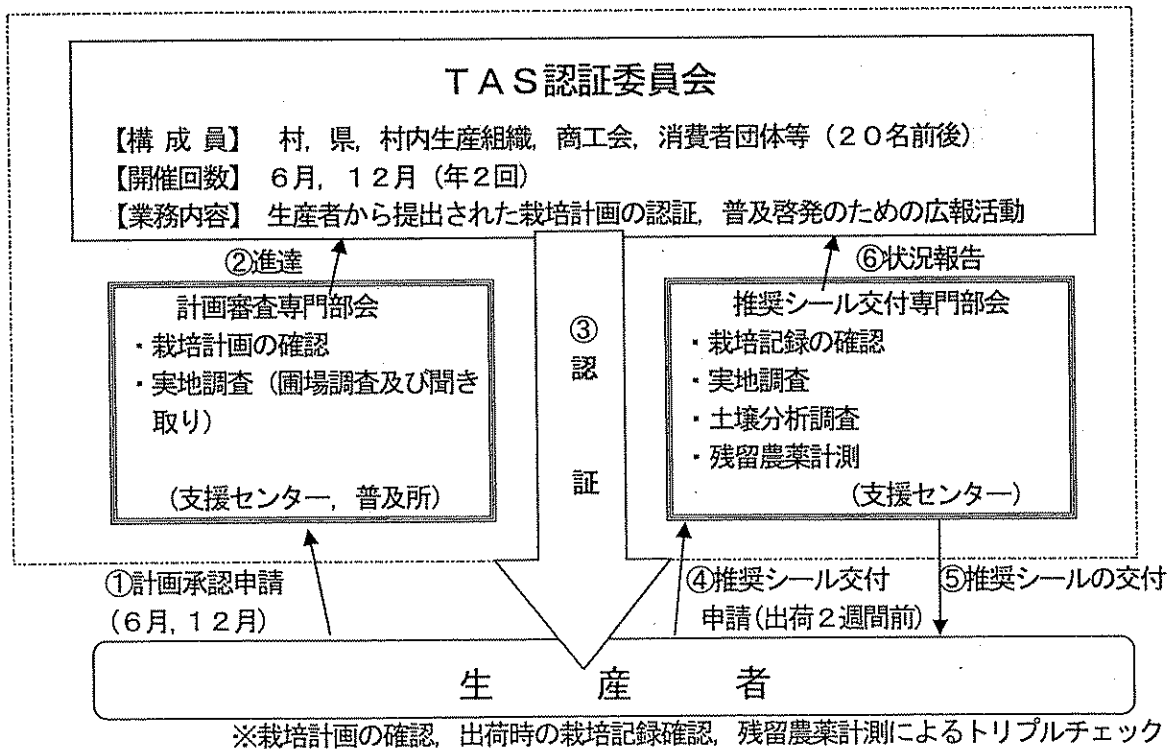 ＴＡＳ認証委員会
【構成員】 村，県，村内生産組織，商工会，消費者団体等（２０名前後）
【開催回数】 ６月，１２月（年２回）
【業務内容】 生産者から提出された栽培計画の認証，普及啓発のための広報活動
②進達
計画審査専門部会
・栽培計画の確認
・実地調査（圃場調査及び聞き
取り）
（支援センター，普及所）
③認証
⑥状況報告
推奨シール交付専門部会
・栽培記録の確認
・実地調査
・土壌分析調査
・残留農薬計測
（支援センター）
①計画承認申請
（６月，１２月）
④推奨シール交付
申請（出荷２週間前）
⑤推奨シールの交付
生産者
※栽培計画の確認，出荷時の栽培記録確認，残留農薬計測によるトリプルチェック